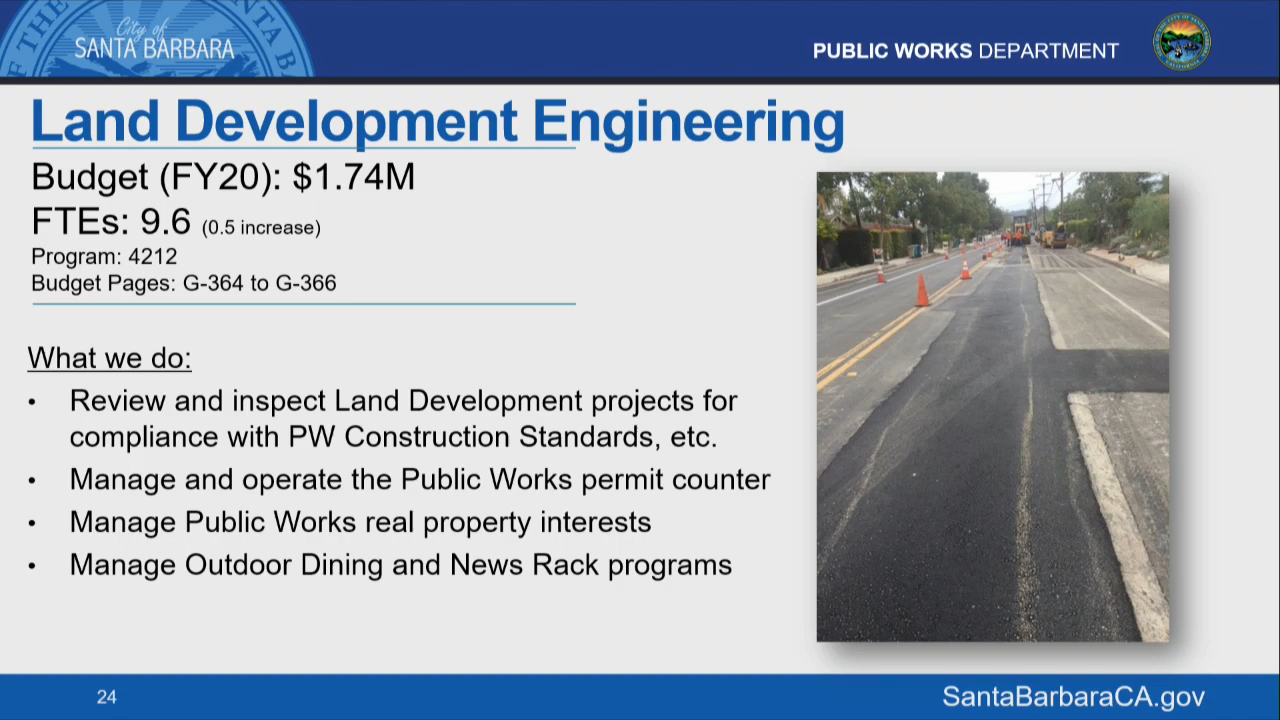 City of
SANTA BARBARA
PUBLIC WORKS DEPARTMENT
Land Development Engineering
Budget (FY20): $1.74M
FTEs: 9.6 (0.5 increase)
Program: 4212
Budget Pages: G-364 to G-366
What we do:
• Review and inspect Land Development projects for
compliance with PW Construction Standards, etc.
• Manage and operate the Public Works permit counter
• Manage Public Works real property interests
• Manage Outdoor Dining and News Rack programs
24
SantaBarbaraCA.gov